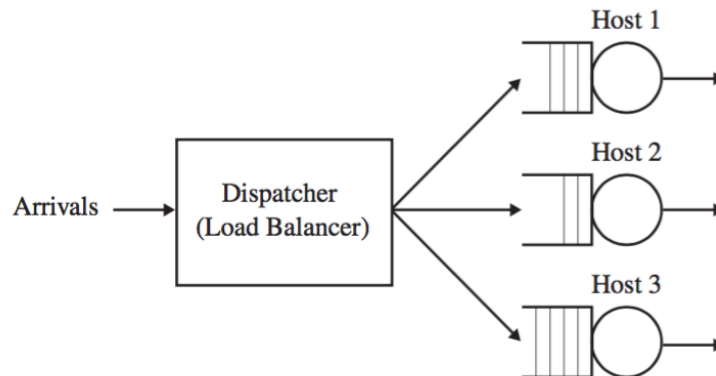 Host 1
Host 2
Arrivals
Dispatcher
(Load Balancer)
Host 3